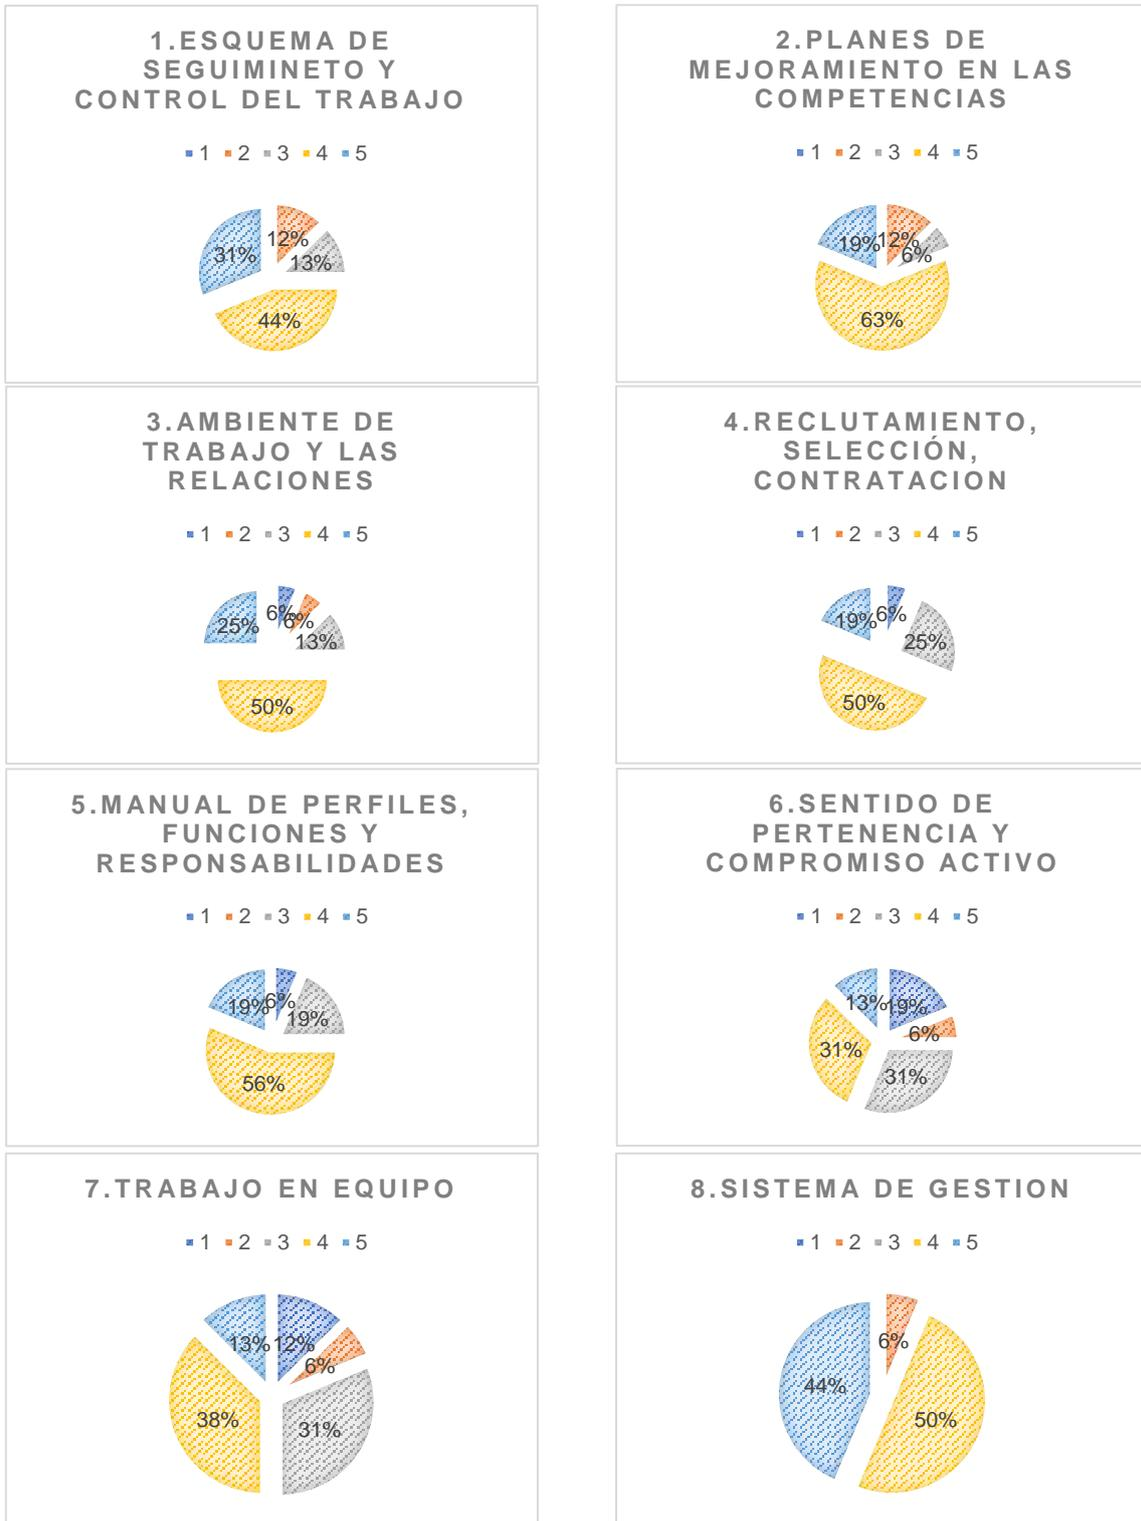 1.ESQUEMA DE
SEGUIMINETO Y
CONTROL DEL TRABAJO
1 2 3 4 5
12%
31%
13%
44%
2.PLANES DE
MEJORAMIENTO EN LAS
COMPETENCIAS
1 2 3 4 5
19% 12%
6%
63%
3.AMBIENTE DE
TRABAJO Y LAS
RELACIONES
1 2 3 4 5
6%
6%
25%
13%
50%
4.RECLUTAMIENTO,
SELECCIÓN,
CONTRATACION
1 2 3 4 5
6%
19%
25%
50%
5.MANUAL DE PERFILES,
FUNCIONES Y
RESPONSABILIDADES
1 2 3 4 5
19% 6%
19%
56%
6.SENTIDO DE
PERTENENCIA Y
COMPROMISO ACTIVO
1 2 3 4 5
13% 19%
6%
31%
31%
7.TRABAJO EN EQUIPO
1 2 3 4 5
13% 12%
6%
38%
31%
8.SISTEMA DE GESTION
1 2 3 4 5
6%
44%
50%